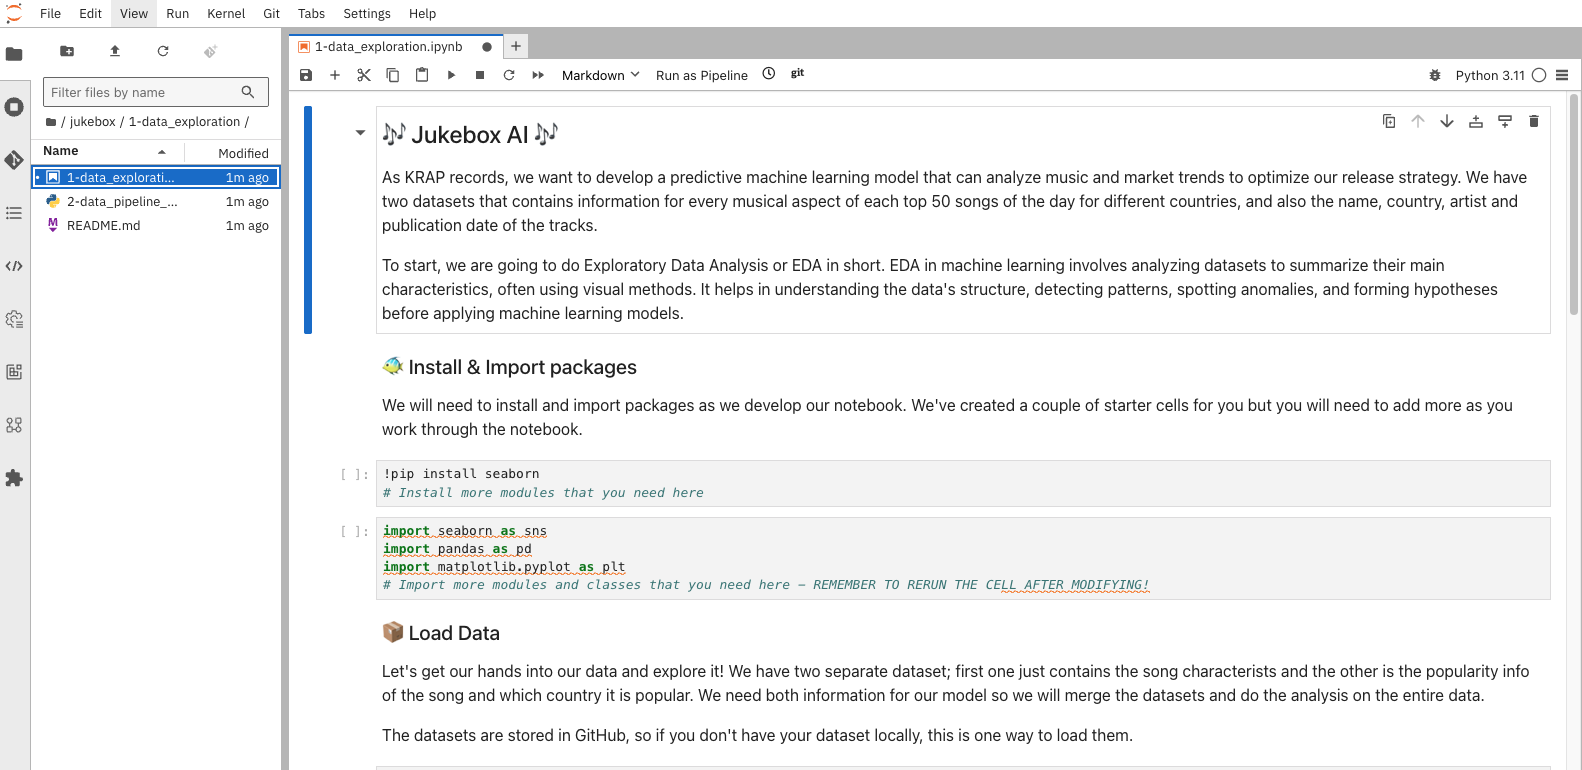 File Edit View Run Kernel Git Tabs Settings Help
1-data_exploration.ipynb
Markdown Run as Pipeline git Python 3.11
Filter files by name
/ jukebox / 1-data_exploration /
Name Modified
1-data_explorati... 1m ago
2-data_pipeline_... 1m ago
README.md 1m ago
🎶 Jukebox AI 🎶
As KRAP records, we want to develop a predictive machine learning model that can analyze music and market trends to optimize our release strategy. We have
two datasets that contains information for every musical aspect of each top 50 songs of the day for different countries, and also the name, country, artist and
publication date of the tracks.
To start, we are going to do Exploratory Data Analysis or EDA in short. EDA in machine learning involves analyzing datasets to summarize their main
characteristics, often using visual methods. It helps in understanding the data's structure, detecting patterns, spotting anomalies, and forming hypotheses
before applying machine learning models.
🐠 Install & Import packages
We will need to install and import packages as we develop our notebook. We've created a couple of starter cells for you but you will need to add more as you
work through the notebook.
[ ]: !pip install seaborn
# Install more modules that you need here
[ ]: import seaborn as sns
import pandas as pd
import matplotlib.pyplot as plt
# Import more modules and classes that you need here – REMEMBER TO RERUN THE CELL AFTER MODIFYING!
📦 Load Data
Let's get our hands into our data and explore it! We have two separate dataset; first one just contains the song characterists and the other is the popularity info
of the song and which country it is popular. We need both information for our model so we will merge the datasets and do the analysis on the entire data.
The datasets are stored in GitHub, so if you don't have your dataset locally, this is one way to load them.